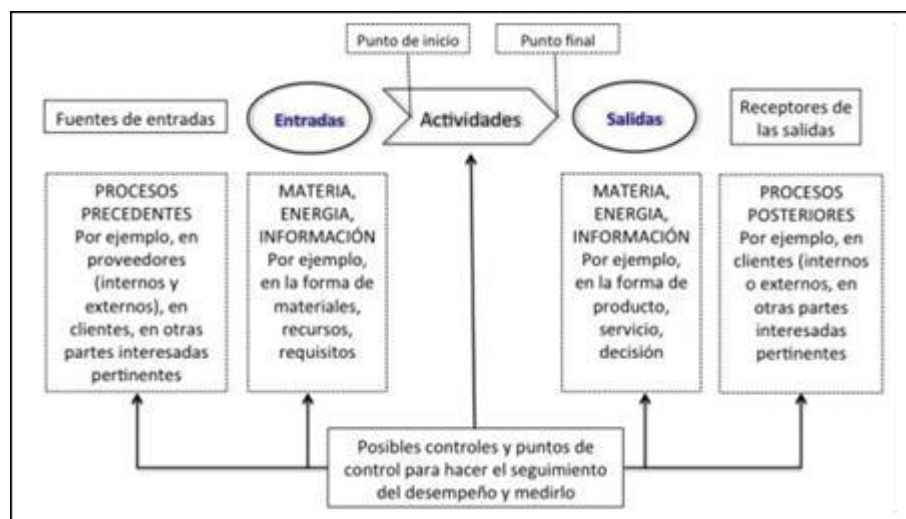 Punto de inicio
Punto final
Fuentes de entradas
Entradas
Actividades
Salidas
Receptores de
las salidas
PROCESOS
PRECEDENTES
Por ejemplo, en
proveedores
(internos y
externos), en
clientes, en otras
partes interesadas
pertinentes
MATERIA,
ENERGIA,
INFORMACIÓN
Por ejemplo,
en la forma de
materiales,
recursos,
requisitos
MATERIA,
ENERGIA,
INFORMACIÓN
Por ejemplo,
en la forma de
producto,
servicio,
decisión
PROCESOS
POSTERIORES
Por ejemplo, en
clientes (internos
o externos, en
otras partes
interesadas
pertinentes
Posibles controles y puntos de
control para hacer el seguimiento
del desempeño y medirlo